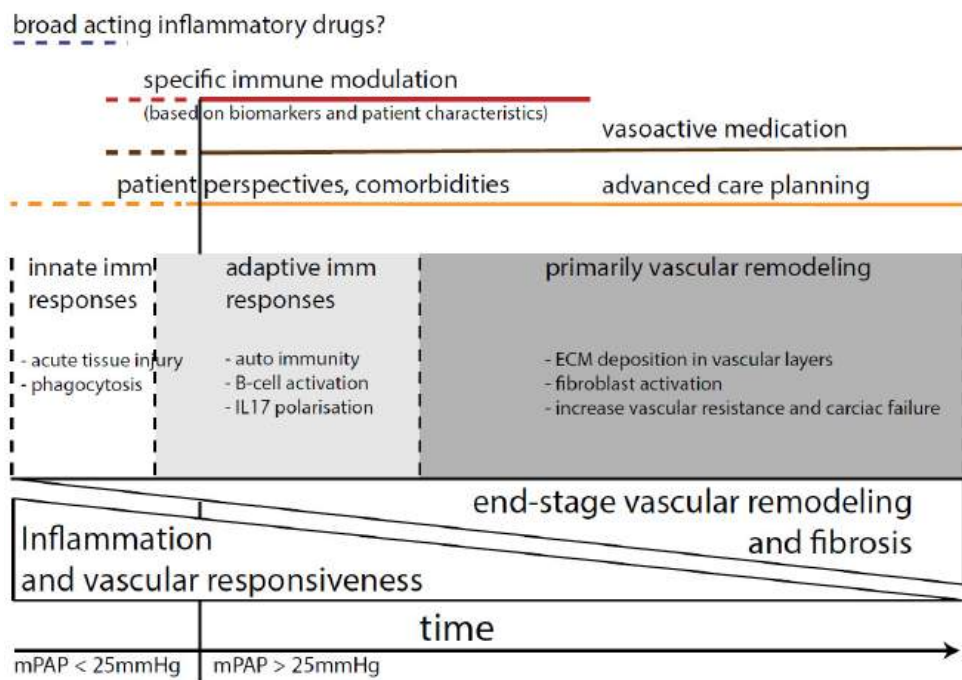 broad acting inflammatory drugs?
specific immune modulation
(based on biomarkers and patient characteristics)
vasoactive medication
patient perspectives, comorbidities
advanced care planning
innate imm
responses
- acute tissue injury
- phagocytosis
adaptive imm
responses
- auto immunity
- B-cell activation
- IL17 polarisation
primarily vascular remodeling
- ECM deposition in vascular layers
- fibroblast activation
- increase vascular resistance and carciac failure
end-stage vascular remodeling
and fibrosis
Inflammation
and vascular responsiveness
time
mPAP < 25mmHg
mPAP > 25mmHg